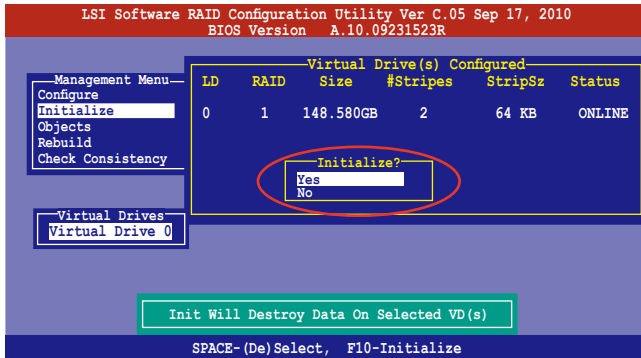 LSI Software RAID Configuration Utility Ver C.05 Sep 17, 2010
BIOS Version A.10.09231523R
Virtual Drive(s) Configured
LD RAID Size #Stripes StripSz Status
0 1 148.580GB 2 64 KB ONLINE
Management Menu
Configure
Initialize
Objects
Rebuild
Check Consistency
Initialize?
Yes
No
Virtual Drives
Virtual Drive 0
Init Will Destroy Data On Selected VD(s)
SPACE-(De)Select, F10-Initialize